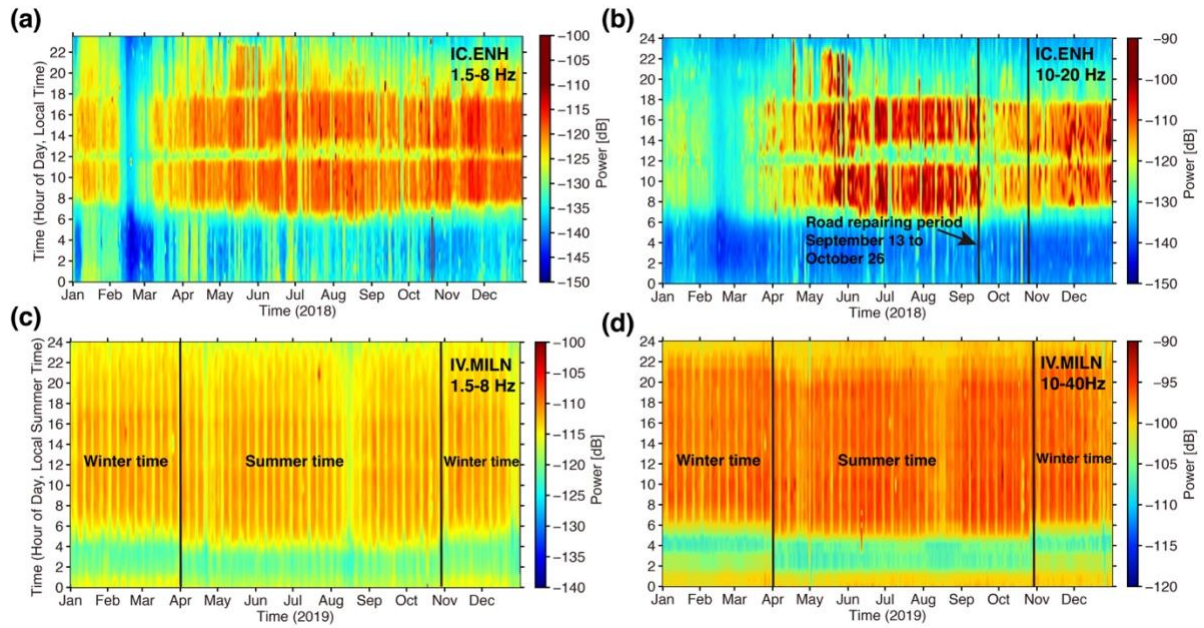 (a)
Time (Hour of Day, Local Time)
22
20
18
16
14
12
10
8
6
4
2
0
IC.ENH
1.5-8 Hz
Jan Feb Mar Apr May Jun Jul Aug Sep Oct Nov Dec
Time (2018)
−100
−105
−110
−115
−120
−125
−130
−135
−140
−145
−150
Power [dB]
(b)
24
22
20
18
16
14
12
10
8
6
4
2
0
IC.ENH
10-20 Hz
Road repairing period
September 13 to
October 26
Jan Feb Mar Apr May Jun Jul Aug Sep Oct Nov Dec
Time (2018)
−90
−100
−110
−120
−130
−140
−150
Power [dB]
(c)
Time (Hour of Day, Local Summer Time)
24
22
20
18
16
14
12
10
8
6
4
2
0
IV.MILN
1.5-8 Hz
Winter time Summer time Winter time
Jan Feb Mar Apr May Jun Jul Aug Sep Oct Nov Dec
Time (2019)
−100
−105
−110
−115
−120
−125
−130
−135
−140
Power [dB]
(d)
24
22
20
18
16
14
12
10
8
6
4
2
0
IV.MILN
10-40Hz
Winter time Summer time Winter time
Jan Feb Mar Apr May Jun Jul Aug Sep Oct Nov Dec
Time (2019)
−90
−95
−100
−105
−110
−115
−120
Power [dB]